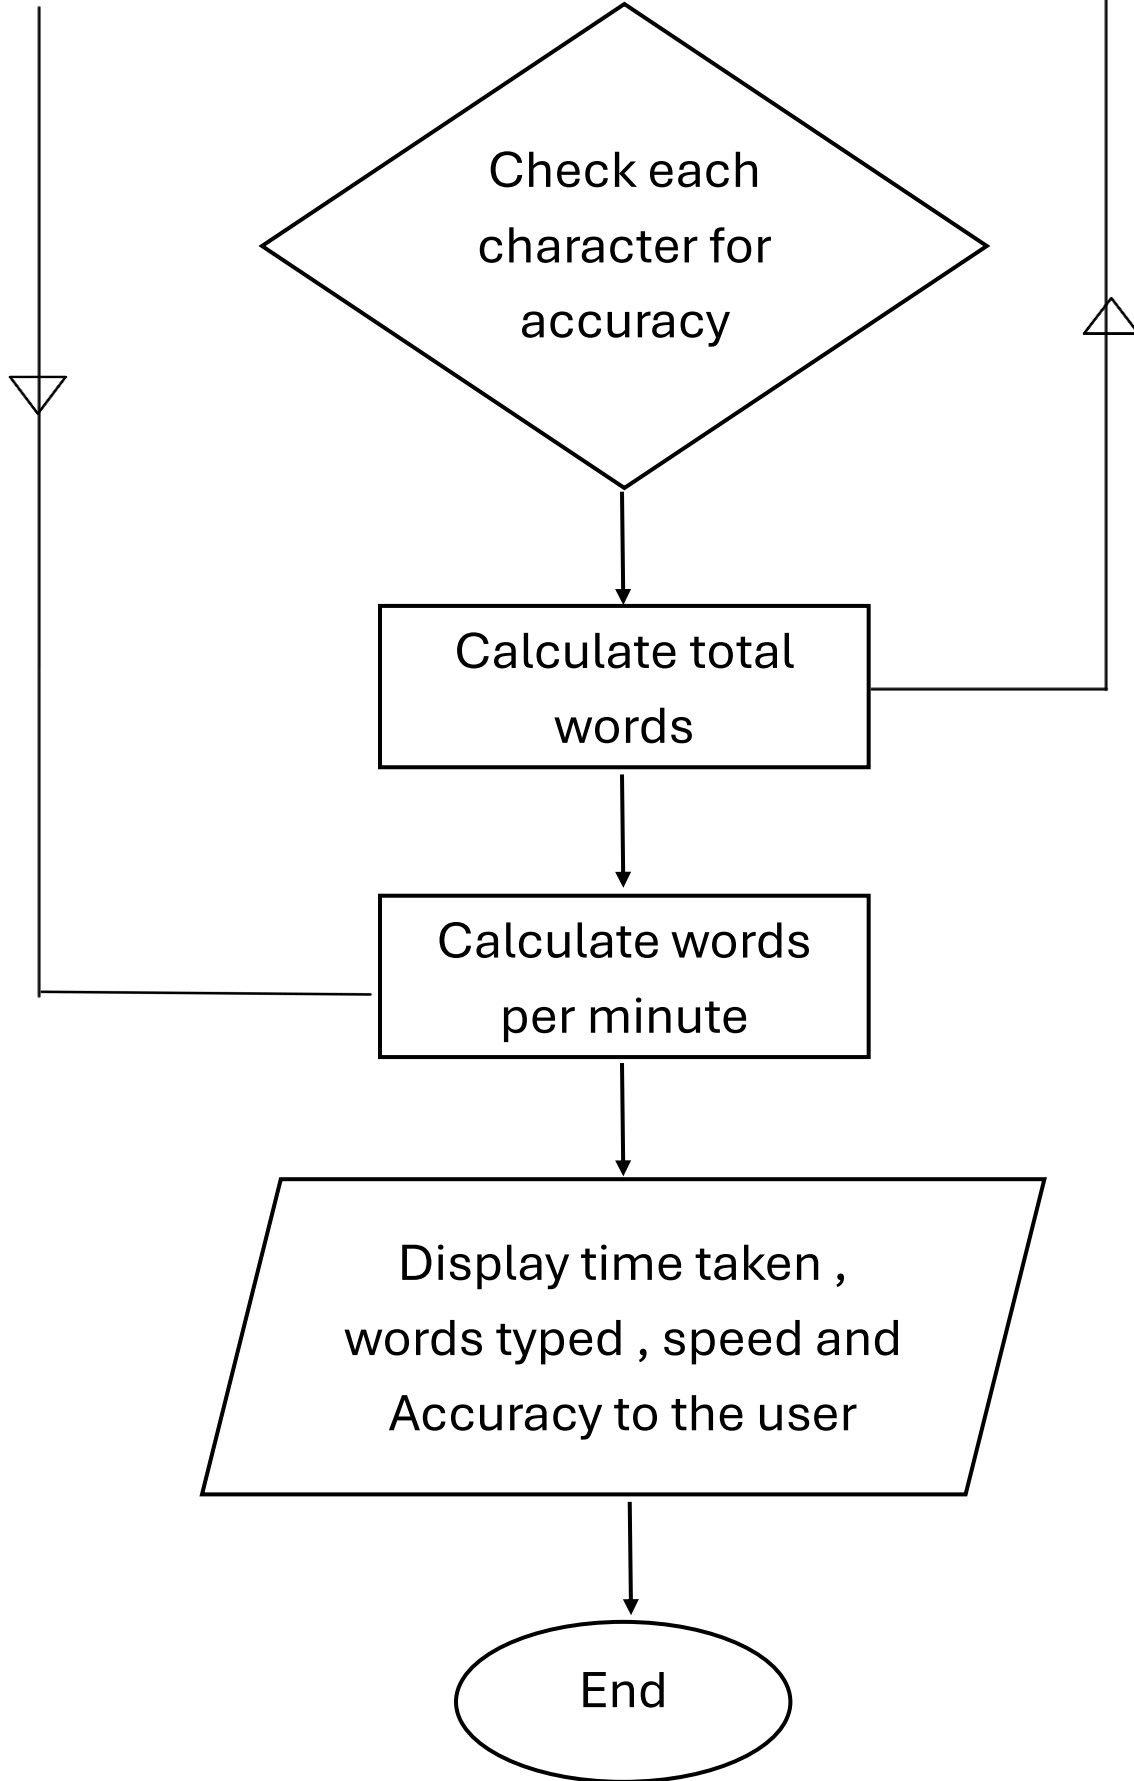 Check each
character for
accuracy
Calculate total
words
Calculate words
per minute
Display time taken ,
words typed , speed and
Accuracy to the user
End